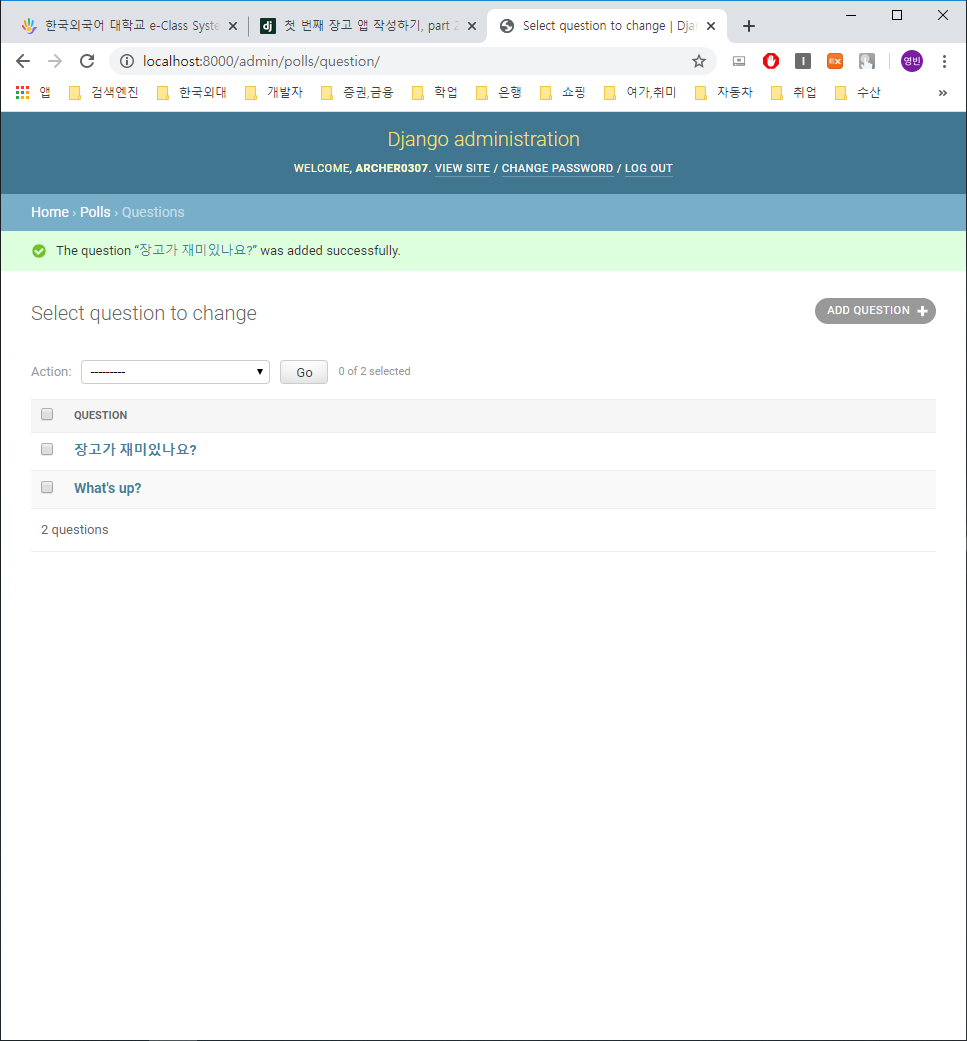 한국외국어 대학교 e-Class Syste
dj 첫 번째 장고 앱 작성하기, part 2
Select question to change | Djan
localhost:8000/admin/polls/question/
영빈
앱 검색엔진 한국외대 개발자 증권,금융 학업 은행 쇼핑 여가,취미 자동차 취업 수산 »
Django administration
WELCOME, ARCHER0307. VIEW SITE / CHANGE PASSWORD / LOG OUT
Home › Polls › Questions
The question “장고가 재미있나요?” was added successfully.
Select question to change
ADD QUESTION +
Action: --------- Go 0 of 2 selected
QUESTION
장고가 재미있나요?
What's up?
2 questions